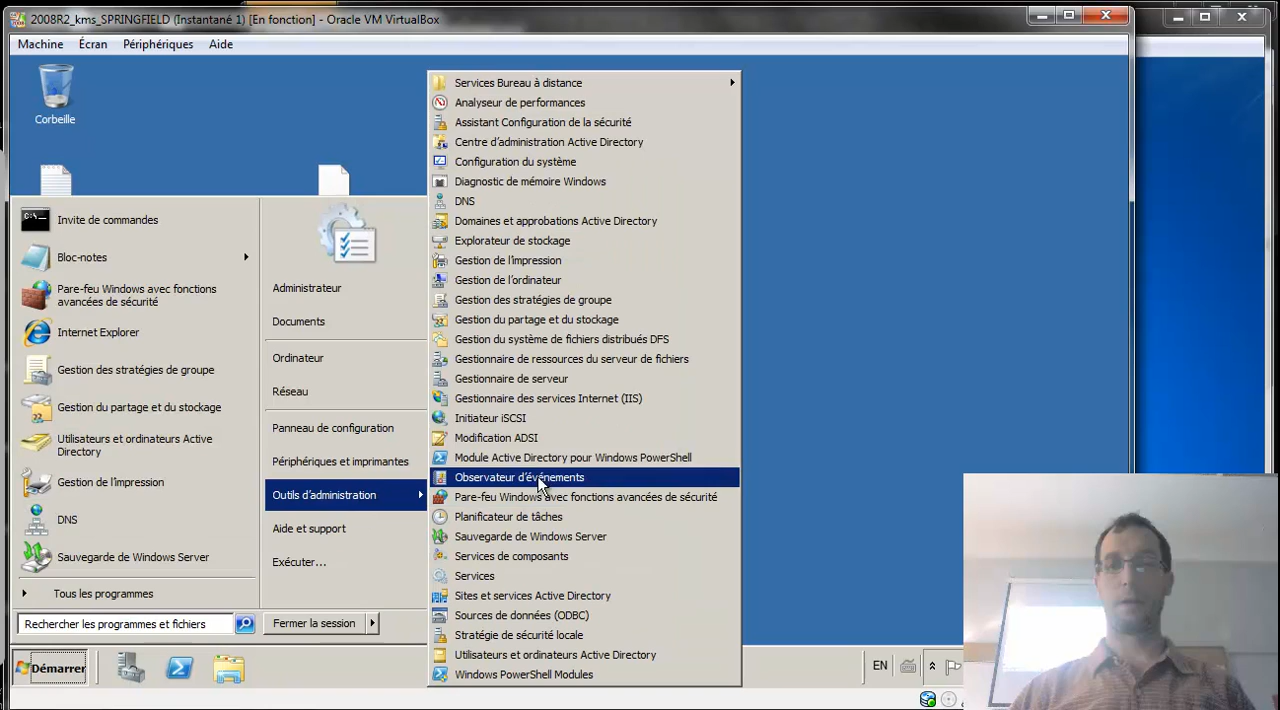 2008R2_kms_SPRINGFIELD (Instantané 1) [En fonction] - Oracle VM VirtualBox
Machine Écran Périphériques Aide
Corbeille
Invite de commandes
Bloc-notes
Pare-feu Windows avec fonctions
avancées de sécurité
Internet Explorer
Gestion des stratégies de groupe
Gestion du partage et du stockage
Utilisateurs et ordinateurs Active
Directory
Gestion de l'impression
DNS
Sauvegarde de Windows Server
Tous les programmes
Rechercher les programmes et fichiers
Administrateur
Documents
Ordinateur
Réseau
Panneau de configuration
Périphériques et imprimantes
Outils d'administration
Aide et support
Exécuter...
Fermer la session
Services Bureau à distance
Analyseur de performances
Assistant Configuration de la sécurité
Centre d'administration Active Directory
Configuration du système
Diagnostic de mémoire Windows
DNS
Domaines et approbations Active Directory
Explorateur de stockage
Gestion de l'impression
Gestion de l'ordinateur
Gestion des stratégies de groupe
Gestion du partage et du stockage
Gestion du système de fichiers distribués DFS
Gestionnaire de ressources du serveur de fichiers
Gestionnaire de serveur
Gestionnaire des services Internet (IIS)
Initiateur iSCSI
Modification ADSI
Module Active Directory pour Windows PowerShell
Observateur d'événements
Pare-feu Windows avec fonctions avancées de sécurité
Planificateur de tâches
Sauvegarde de Windows Server
Services de composants
Services
Sites et services Active Directory
Sources de données (ODBC)
Stratégie de sécurité locale
Utilisateurs et ordinateurs Active Directory
Windows PowerShell Modules
Démarrer
EN